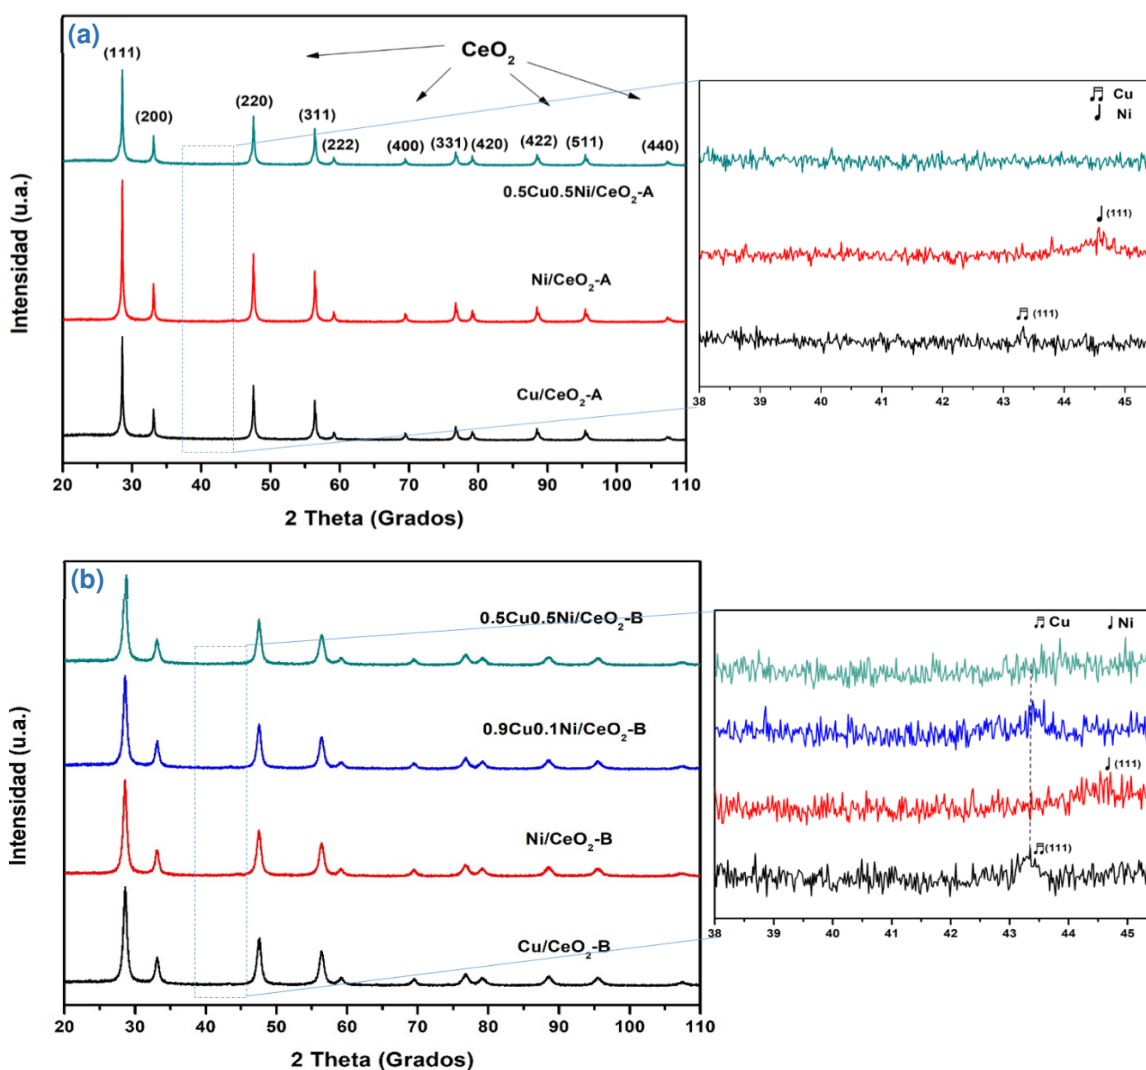 (a)
CeO2
(111)
(200)
(220)
(311)
(222)
(400)
(331)
(420)
(422)
(511)
(440)
0.5Cu0.5Ni/CeO2-A
Ni/CeO2-A
Cu/CeO2-A
Intensidad (u.a.)
20 30 40 50 60 70 80 90 100 110
2 Theta (Grados)
Cu
Ni
(111)
(111)
38 39 40 41 42 43 44 45
(b)
0.5Cu0.5Ni/CeO2-B
0.9Cu0.1Ni/CeO2-B
Ni/CeO2-B
Cu/CeO2-B
Intensidad (u.a.)
20 30 40 50 60 70 80 90 100 110
2 Theta (Grados)
Cu Ni
(111)
(111)
38 39 40 41 42 43 44 45